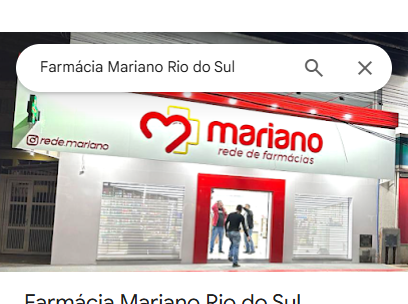 Farmácia Mariano Rio do Sul
mariano
rede de farmácias
rede.mariano
Farmácia Mariano Rio do Sul